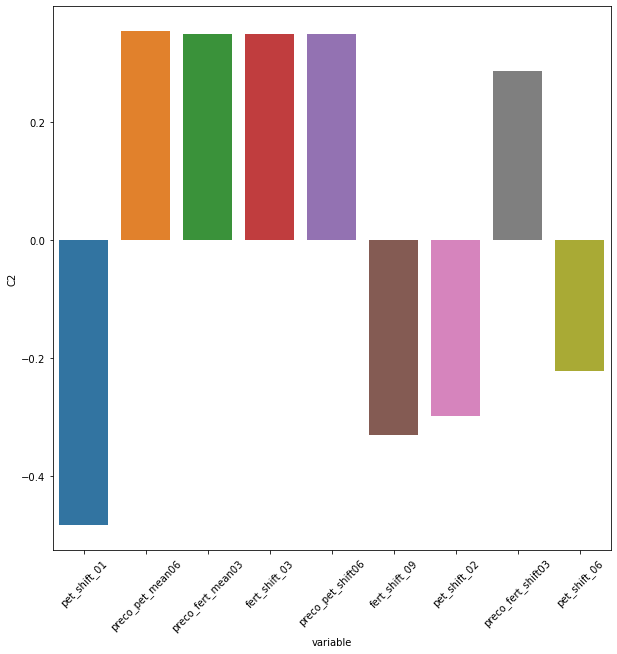 0.2
0.0
−0.2
−0.4
C2
pet_shift_01
preco_pet_mean06
preco_fert_mean03
fert_shift_03
preco_pet_shift06
fert_shift_09
pet_shift_02
preco_fert_shift03
pet_shift_06
variable